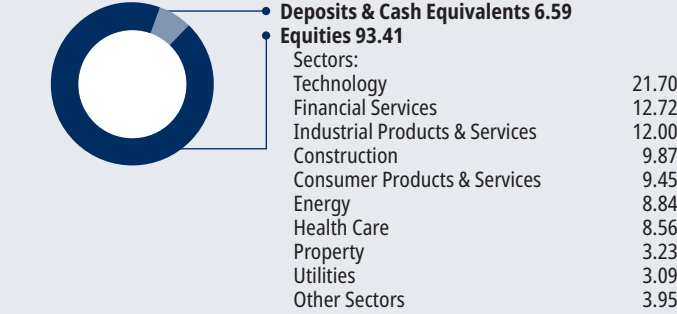 Deposits & Cash Equivalents 6.59
Equities 93.41
Sectors:
Technology 21.70
Financial Services 12.72
Industrial Products & Services 12.00
Construction 9.87
Consumer Products & Services 9.45
Energy 8.84
Health Care 8.56
Property 3.23
Utilities 3.09
Other Sectors 3.95